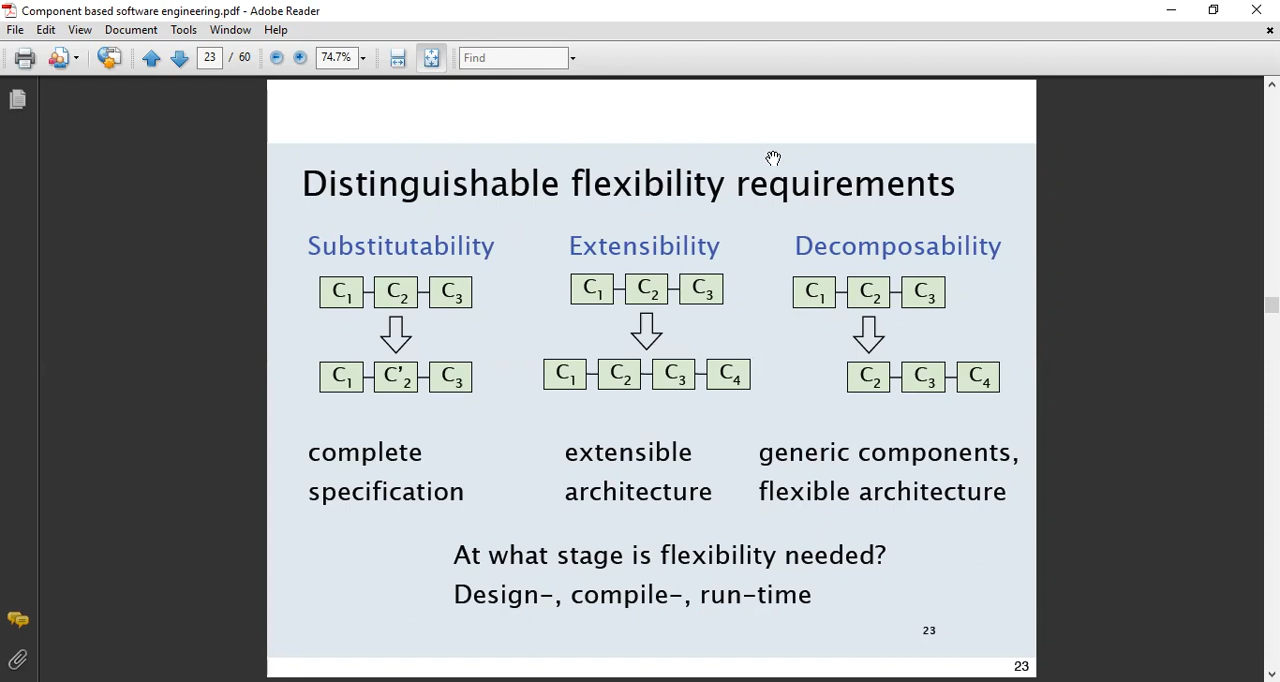 Component based software engineering.pdf - Adobe Reader
File Edit View Document Tools Window Help
23 / 60 74.7% Find
Distinguishable flexibility requirements
Substitutability Extensibility Decomposability
C1 C2 C3 C1 C2 C3 C1 C2 C3
C1 C'2 C3 C1 C2 C3 C4 C2 C3 C4
complete extensible generic components,
specification architecture flexible architecture
At what stage is flexibility needed?
Design-, compile-, run-time
23
23